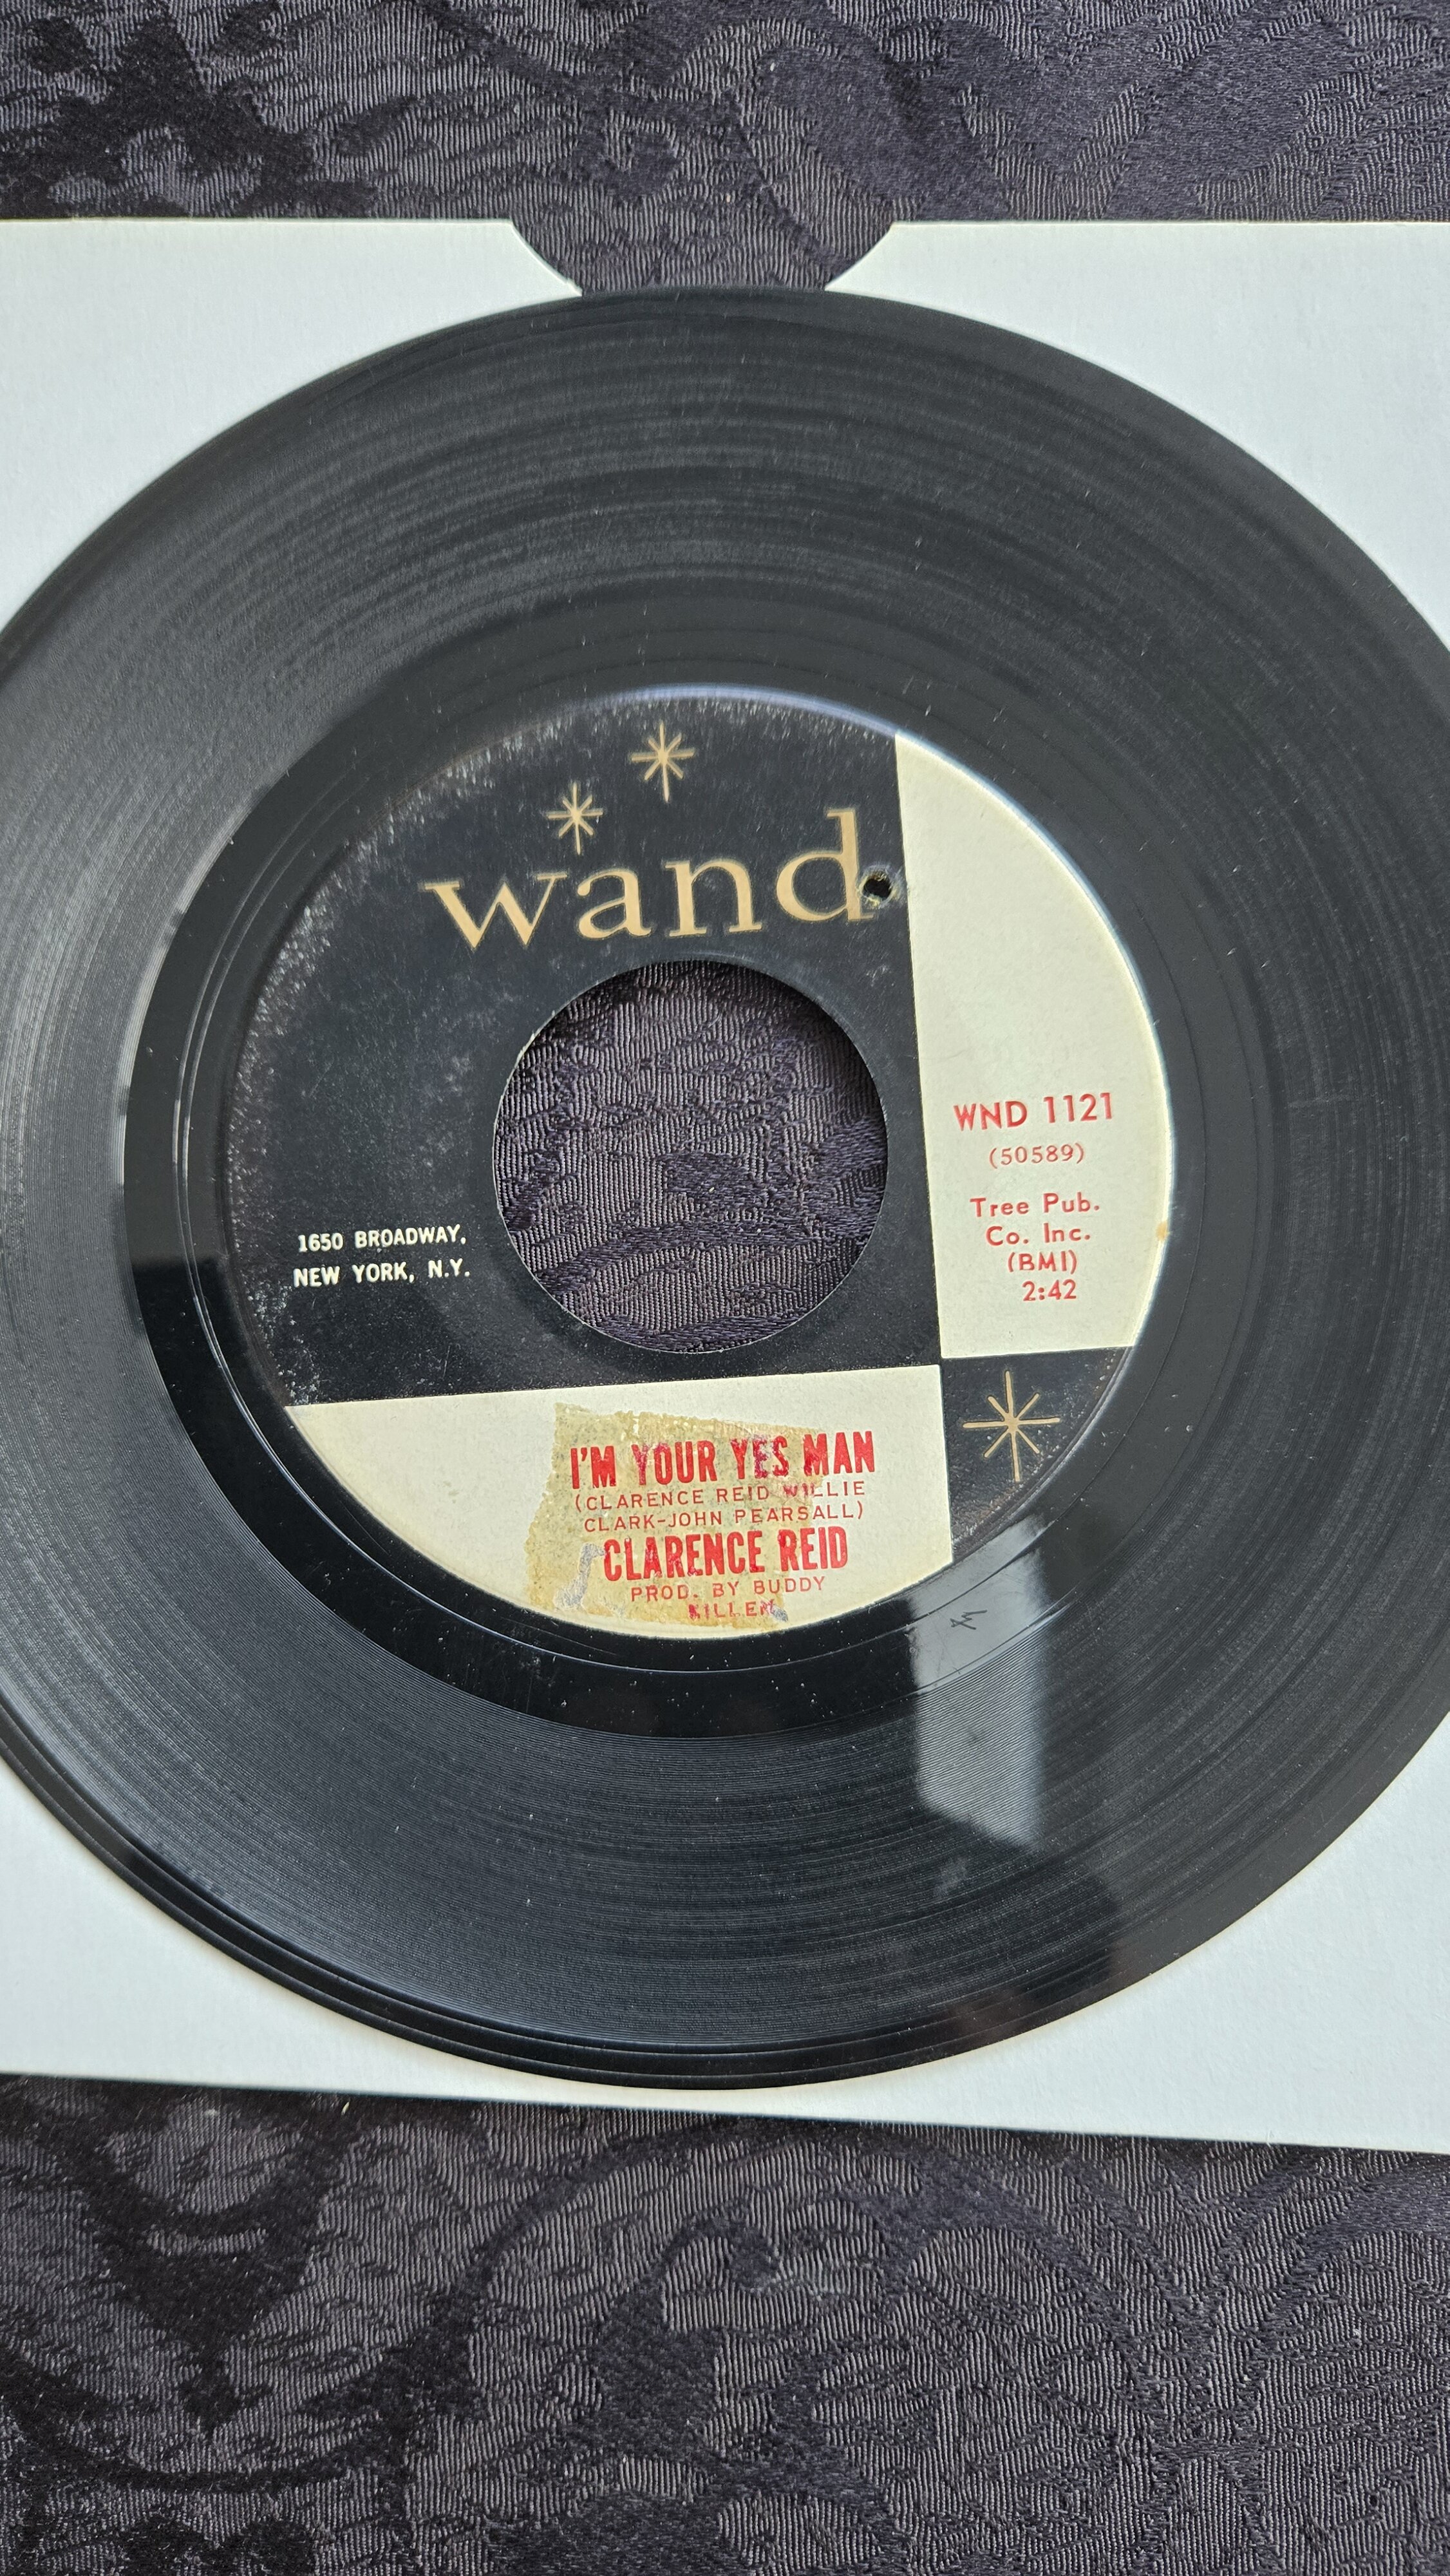 wand
1650 BROADWAY,
NEW YORK, N.Y.
WND 1121
(50589)
Tree Pub.
Co. Inc.
(BMI)
2:42
I'M YOUR YES MAN
(CLARENCE REID WILLIE
CLARK-JOHN PEARSALL)
CLARENCE REID
PROD. BY BUDDY
KILLEN